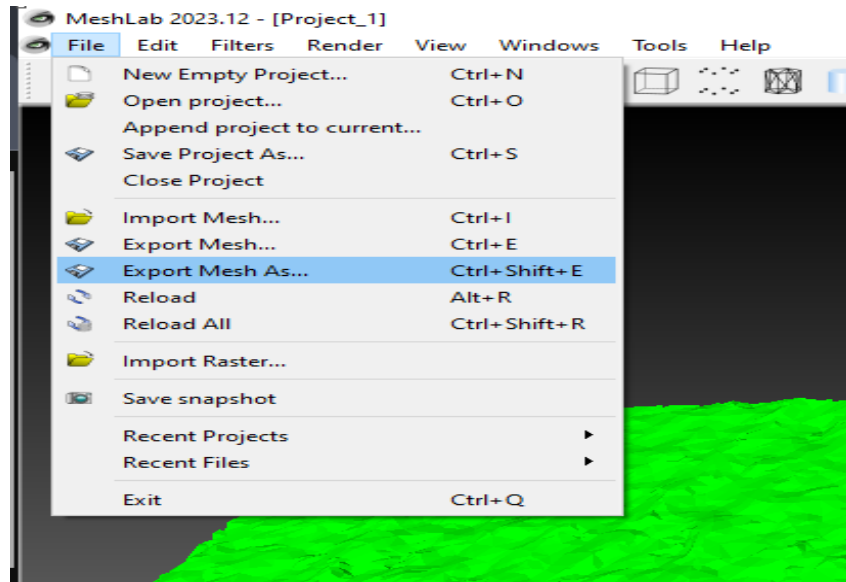 MeshLab 2023.12 - [Project_1]
File Edit Filters Render View Windows Tools Help
New Empty Project... Ctrl+N
Open project... Ctrl+O
Append project to current...
Save Project As... Ctrl+S
Close Project
Import Mesh... Ctrl+I
Export Mesh... Ctrl+E
Export Mesh As... Ctrl+Shift+E
Reload Alt+R
Reload All Ctrl+Shift+R
Import Raster...
Save snapshot
Recent Projects
Recent Files
Exit Ctrl+Q